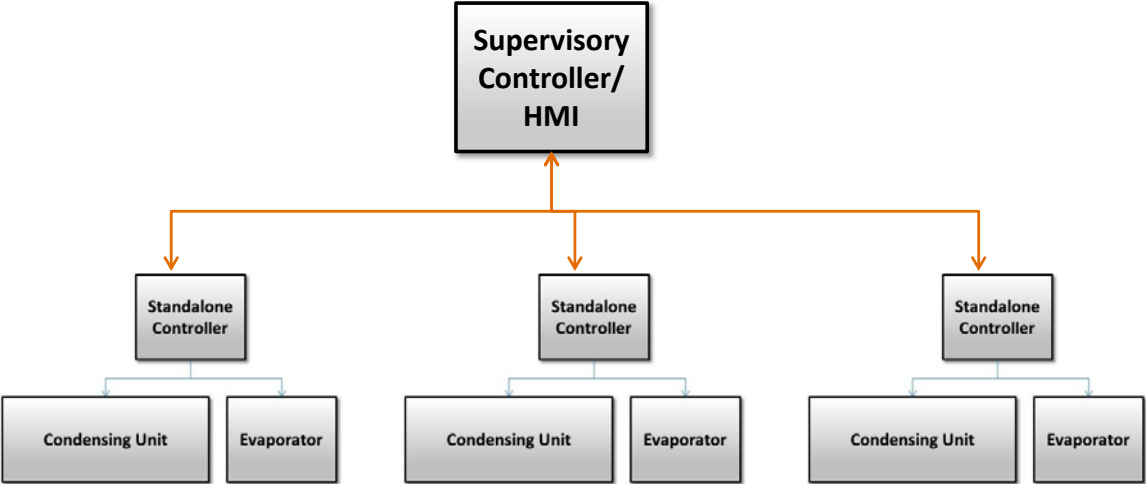 Supervisory
Controller/
HMI
Standalone
Controller
Standalone
Controller
Standalone
Controller
Condensing Unit
Evaporator
Condensing Unit
Evaporator
Condensing Unit
Evaporator